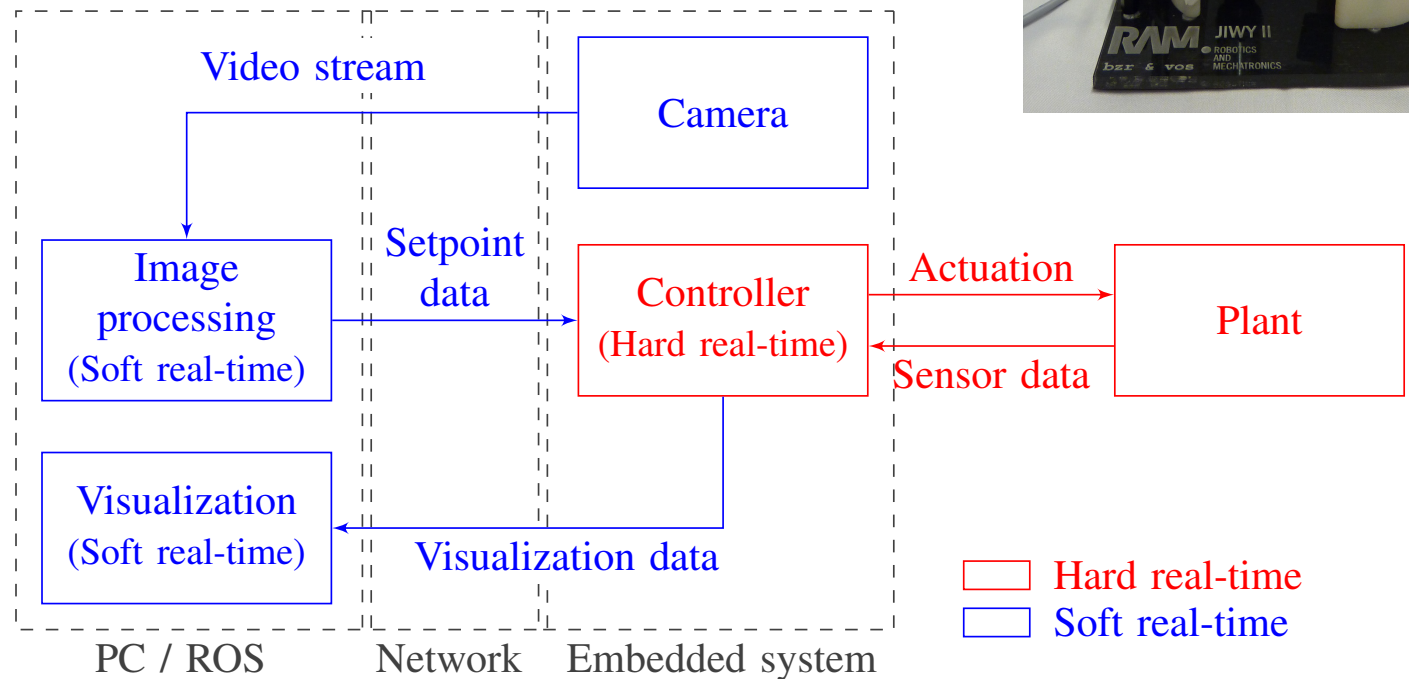 RAM
JIWY II
ROBOTICS
AND
MECHATRONICS
bzr & vos
Video stream
Camera
Setpoint
data
Image
processing
(Soft real-time)
Controller
(Hard real-time)
Actuation
Sensor data
Plant
Visualization
(Soft real-time)
Visualization data
Hard real-time
Soft real-time
PC / ROS
Network
Embedded system